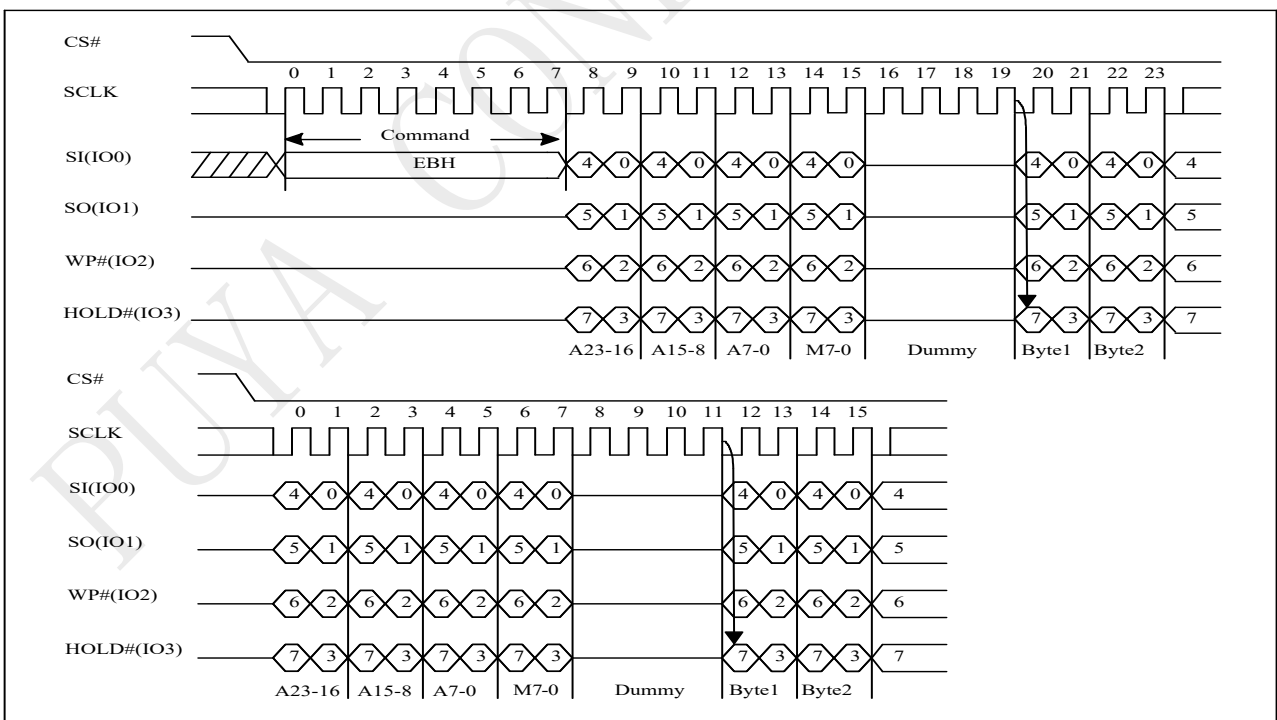 CS#
0 1 2 3 4 5 6 7 8 9 10 11 12 13 14 15 16 17 18 19 20 21 22 23
SCLK
Command
SI(IO0) EBH 4 0 4 0 4 0 4 0 4 0 4 0 4
SO(IO1) 5 1 5 1 5 1 5 1 5 1 5 1 5
WP#(IO2) 6 2 6 2 6 2 6 2 6 2 6 2 6
HOLD#(IO3) 7 3 7 3 7 3 7 3 7 3 7 3 7
A23-16 A15-8 A7-0 M7-0 Dummy Byte1 Byte2
CS#
0 1 2 3 4 5 6 7 8 9 10 11 12 13 14 15
SCLK
SI(IO0) 4 0 4 0 4 0 4 0 4 0 4 0 4
SO(IO1) 5 1 5 1 5 1 5 1 5 1 5 1 5
WP#(IO2) 6 2 6 2 6 2 6 2 6 2 6 2 6
HOLD#(IO3) 7 3 7 3 7 3 7 3 7 3 7 3 7
A23-16 A15-8 A7-0 M7-0 Dummy Byte1 Byte2
PUYA